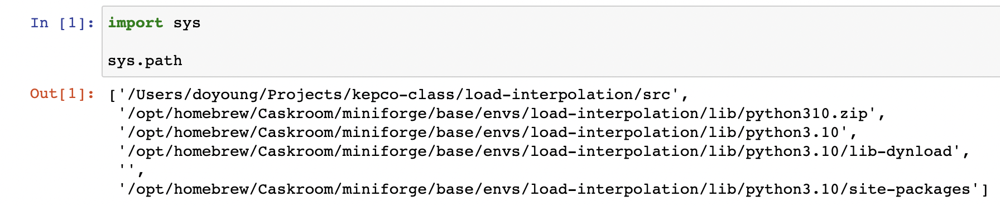 In [1]: import sys
sys.path
Out[1]: ['/Users/doyoung/Projects/kepco-class/load-interpolation/src',
'/opt/homebrew/Caskroom/miniforge/base/envs/load-interpolation/lib/python310.zip',
'/opt/homebrew/Caskroom/miniforge/base/envs/load-interpolation/lib/python3.10',
'/opt/homebrew/Caskroom/miniforge/base/envs/load-interpolation/lib/python3.10/lib-dynload',
'',
'/opt/homebrew/Caskroom/miniforge/base/envs/load-interpolation/lib/python3.10/site-packages']